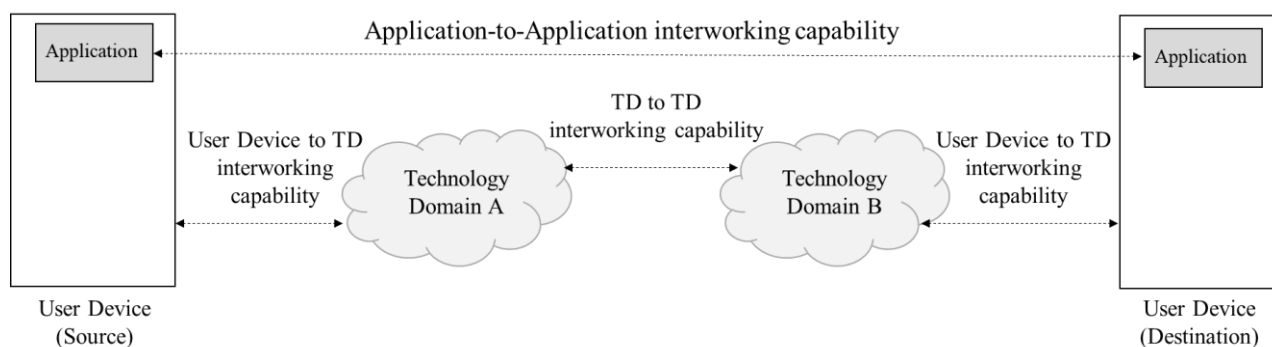 Application-to-Application interworking capability
Application
Application
TD to TD
interworking capability
User Device to TD
interworking
capability
User Device to TD
interworking
capability
Technology
Domain A
Technology
Domain B
User Device
(Source)
User Device
(Destination)